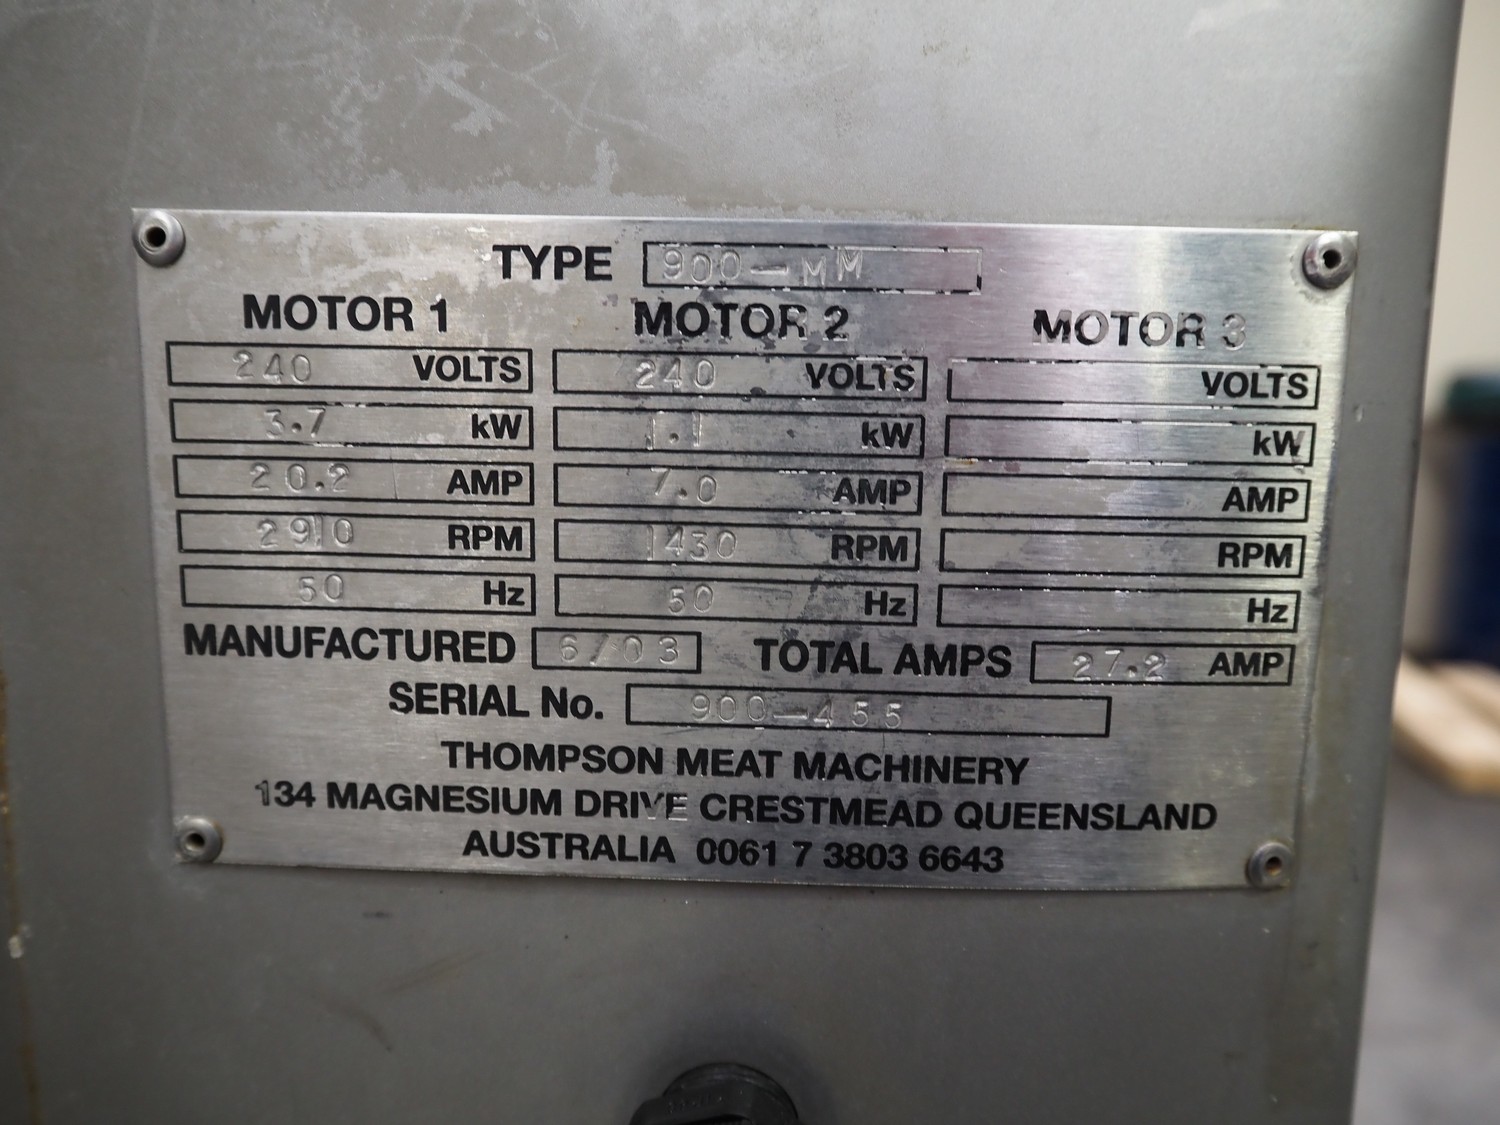 TYPE 900-MM
MOTOR 1 MOTOR 2 MOTOR 3
240 VOLTS 240 VOLTS VOLTS
3.7 kW 1.1 kW kW
20.2 AMP 7.0 AMP AMP
2910 RPM 1430 RPM RPM
50 Hz 50 Hz Hz
MANUFACTURED 6/03 TOTAL AMPS 27.2 AMP
SERIAL No. 900-455
THOMPSON MEAT MACHINERY
134 MAGNESIUM DRIVE CRESTMEAD QUEENSLAND
AUSTRALIA 0061 7 3803 6643